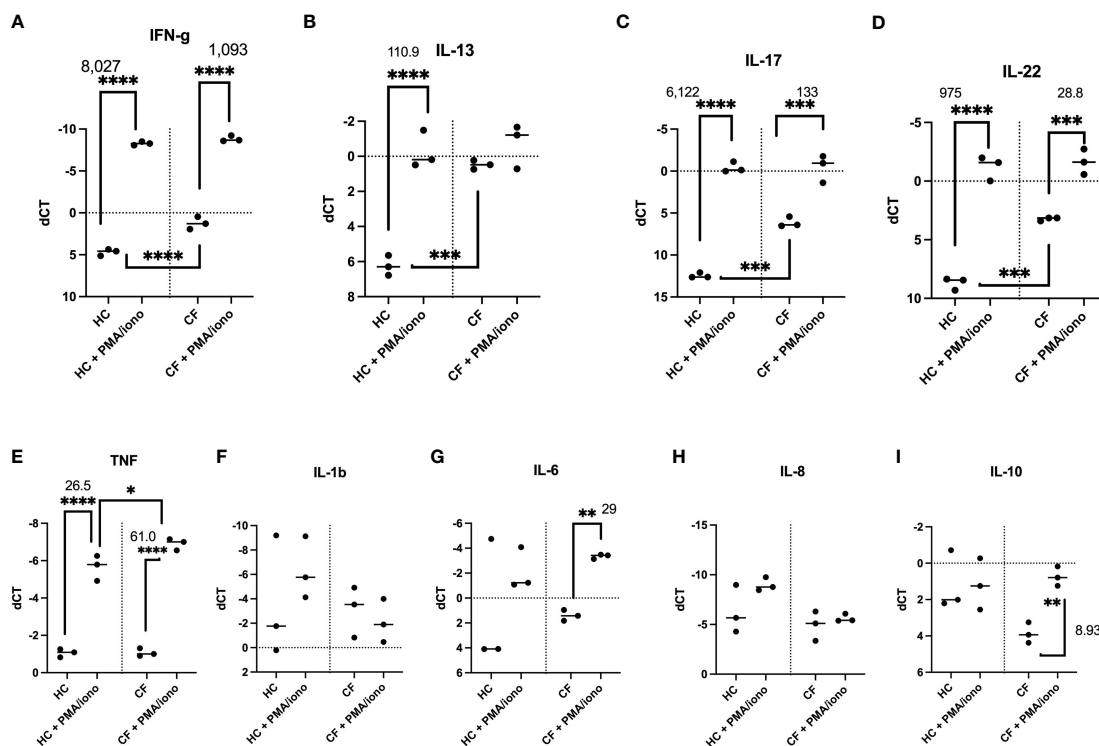 A
IFN-g
8,027
1,093
****
****
dCT
-10
-5
0
5
10
****
HC
HC + PMA/iono
CF
CF + PMA/iono
B
IL-13
110.9
****
dCT
-2
0
2
4
6
8
***
HC
HC + PMA/iono
CF
CF + PMA/iono
C
IL-17
6,122
133
****
***
dCT
-5
0
5
10
15
***
HC
HC + PMA/iono
CF
CF + PMA/iono
D
IL-22
975
28.8
****
***
dCT
-5
0
5
10
***
HC
HC + PMA/iono
CF
CF + PMA/iono
E
TNF
26.5
****
*
61.0
****
dCT
-8
-6
-4
-2
0
HC
HC + PMA/iono
CF
CF + PMA/iono
F
IL-1b
dCT
-10
-8
-6
-4
-2
0
2
HC
HC + PMA/iono
CF
CF + PMA/iono
G
IL-6
29
**
dCT
-6
-4
-2
0
2
4
6
HC
HC + PMA/iono
CF
CF + PMA/iono
H
IL-8
dCT
-15
-10
-5
0
HC
HC + PMA/iono
CF
CF + PMA/iono
I
IL-10
dCT
-2
0
2
4
6
**
8.93
HC
HC + PMA/iono
CF
CF + PMA/iono